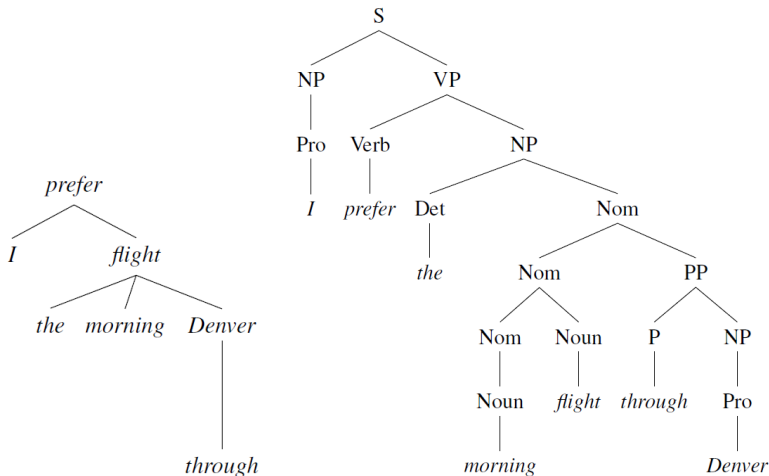 S
NP VP
Pro Verb NP
prefer
I prefer Det Nom
I flight
the Nom PP
the morning Denver
Nom Noun P NP
Noun flight through Pro
through
morning Denver